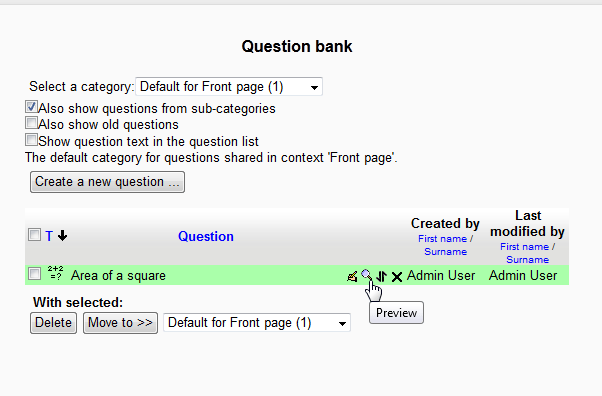 Question bank
Select a category: Default for Front page (1)
Also show questions from sub-categories
Also show old questions
Show question text in the question list
The default category for questions shared in context 'Front page'.
Create a new question ...
T Question Created by First name / Surname Last modified by First name / Surname
2+2 =? Area of a square Admin User Admin User
Preview
With selected:
Delete Move to >> Default for Front page (1)